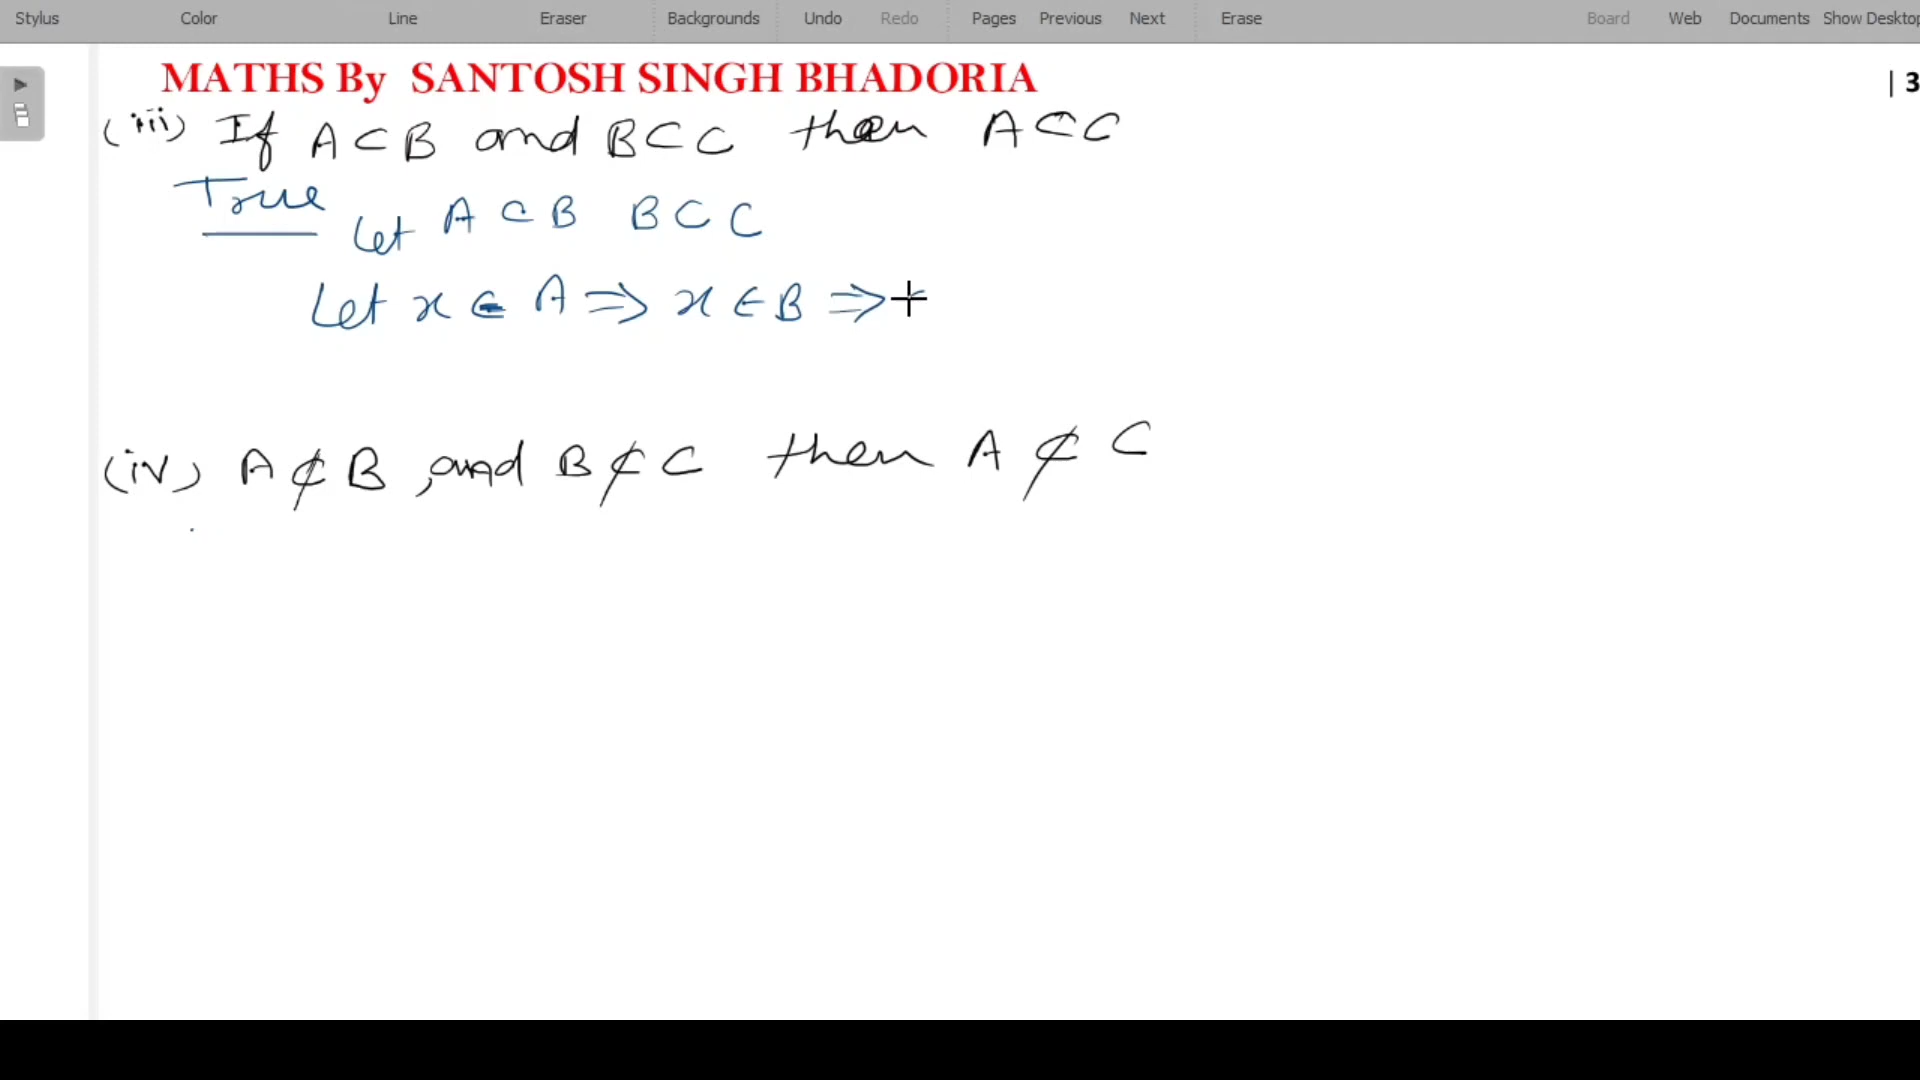 Stylus Color Line Eraser Backgrounds Undo Redo Pages Previous Next Erase Board Web Documents Show Desktop
MATHS By SANTOSH SINGH BHADORIA | 3
(iii) If A ⊂ B and B ⊂ C then A ⊂ C
True Let A ⊂ B B ⊂ C
Let x ∈ A ⇒ x ∈ B ⇒
(iv) A ⊄ B , and B ⊄ C then A ⊄ C